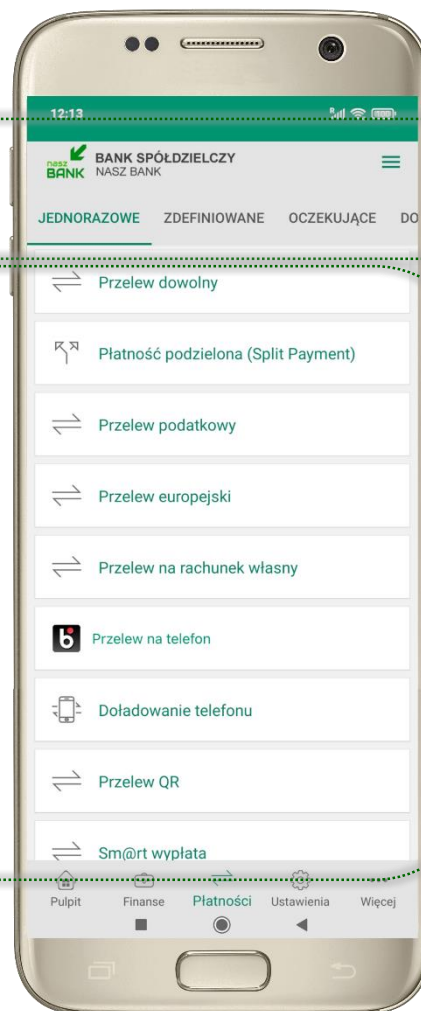 12:13
nasz BANK
BANK SPÓŁDZIELCZY
NASZ BANK
JEDNORAZOWE ZDEFINIOWANE OCZEKUJĄCE DO
Przelew dowolny
Płatność podzielona (Split Payment)
Przelew podatkowy
Przelew europejski
Przelew na rachunek własny
Przelew na telefon
Doładowanie telefonu
Przelew QR
Sm@rt wypłata
Pulpit Finanse Płatności Ustawienia Więcej